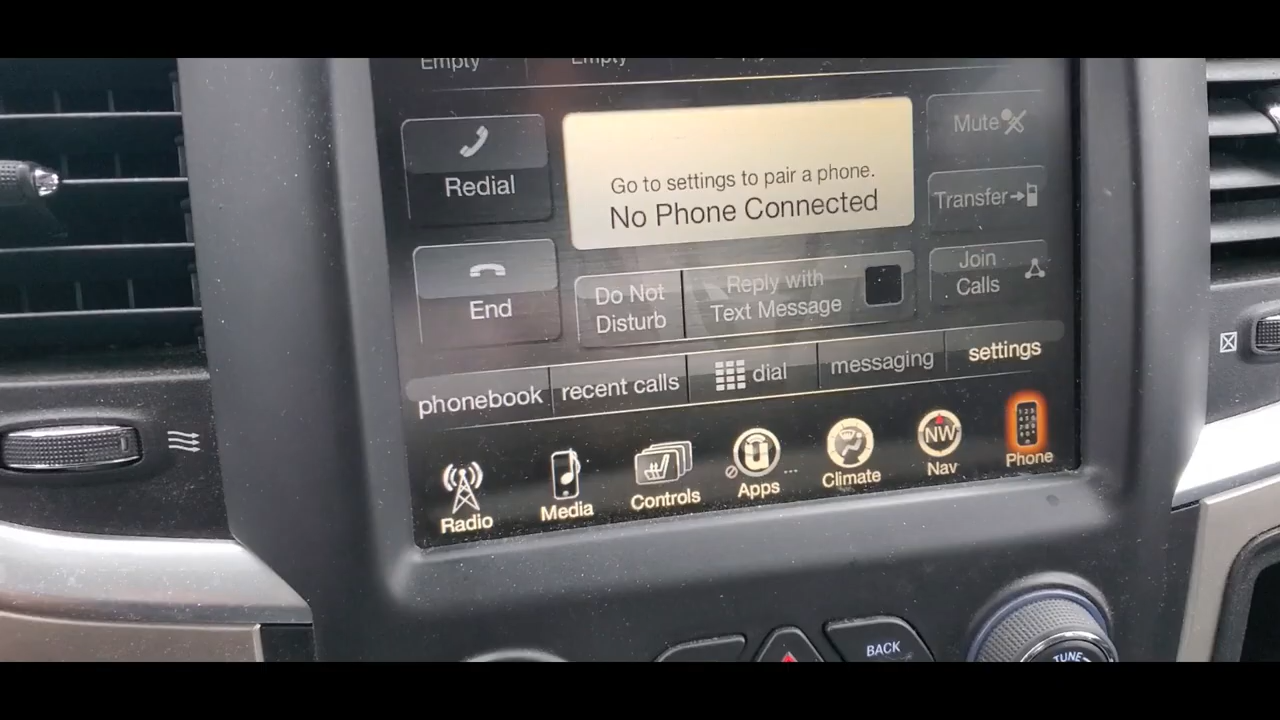 Empty
Empty
Redial
Go to settings to pair a phone.
No Phone Connected
Mute
Transfer
Join
Calls
End
Do Not
Disturb
Reply with
Text Message
phonebook
recent calls
dial
messaging
settings
Radio
Media
Controls
Apps
Climate
NW
Nav
Phone
BACK
TUNE